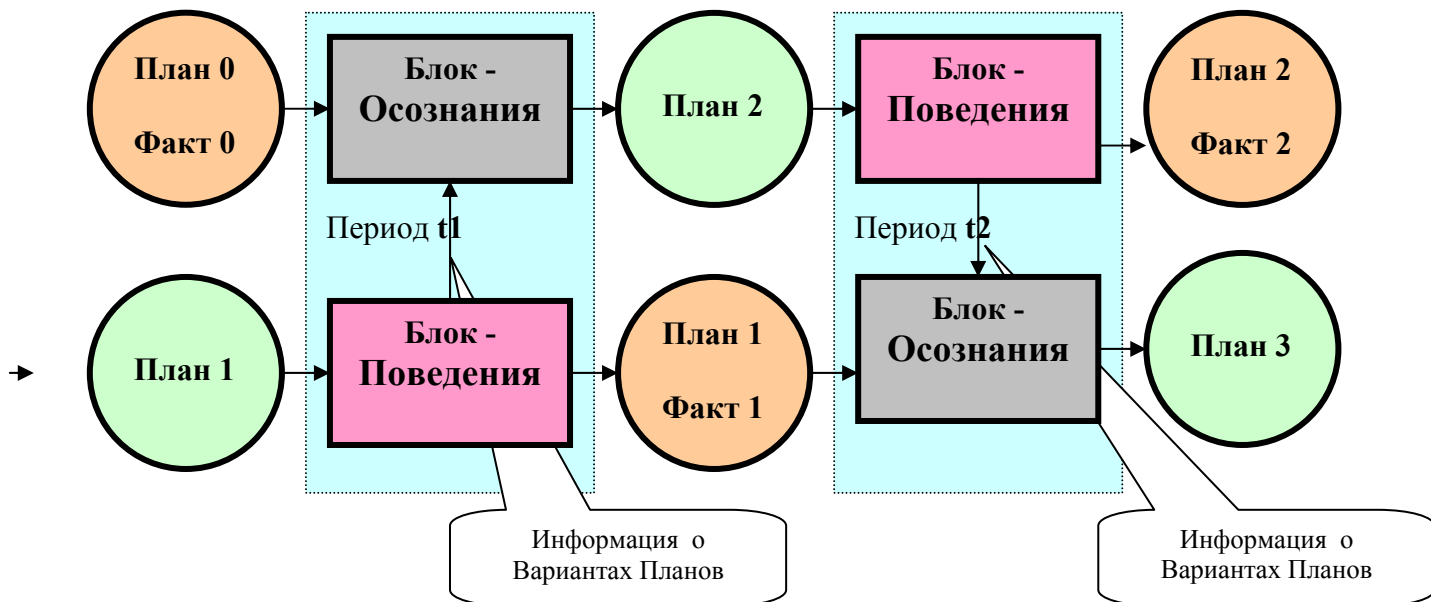 План 0
Факт 0
Блок -
Осознания
План 2
Блок -
Поведения
План 2
Факт 2
Период t1
Период t2
План 1
Блок -
Поведения
План 1
Факт 1
Блок -
Осознания
План 3
Информация о
Вариантах Планов
Информация о
Вариантах Планов